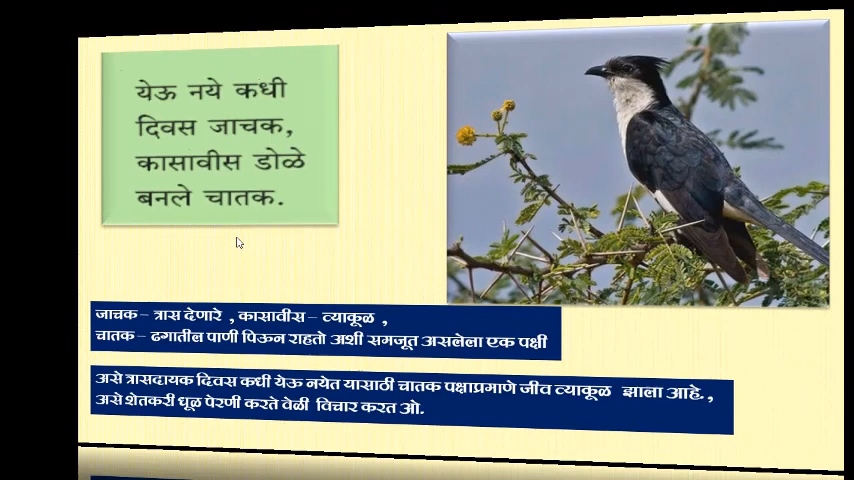 येऊ नये कधी
दिवस जाचक,
कासावीस डोळे
बनले चातक.
जाचक – त्रास देणारे , कासावीस – व्याकूळ ,
चातक – ढगातील पाणी पिऊन राहतो अशी समजूत असलेला एक पक्षी
असे त्रासदायक दिवस कधी येऊ नयेत यासाठी चातक पक्षाप्रमाणे जीव व्याकूळ झाला आहे. ,
असे शेतकरी धूळ पेरणी करते वेळी विचार करत ओ.